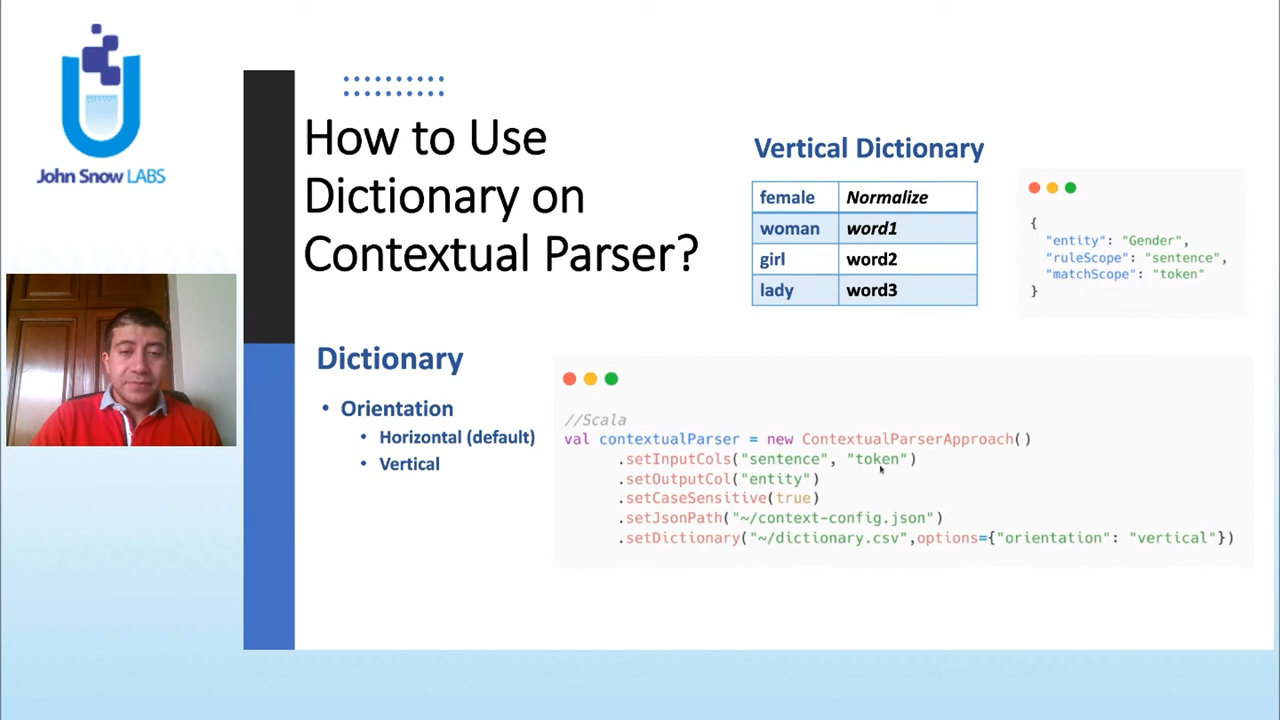 John Snow LABS
How to Use
Dictionary on
Contextual Parser?
Vertical Dictionary
female Normalize
woman word1
girl word2
lady word3
{
"entity": "Gender",
"ruleScope": "sentence",
"matchScope": "token"
}
Dictionary
• Orientation
• Horizontal (default)
• Vertical
//Scala
val contextualParser = new ContextualParserApproach()
.setInputCols("sentence", "token")
.setOutputCol("entity")
.setCaseSensitive(true)
.setJsonPath("~/context-config.json")
.setDictionary("~/dictionary.csv",options={"orientation": "vertical"})